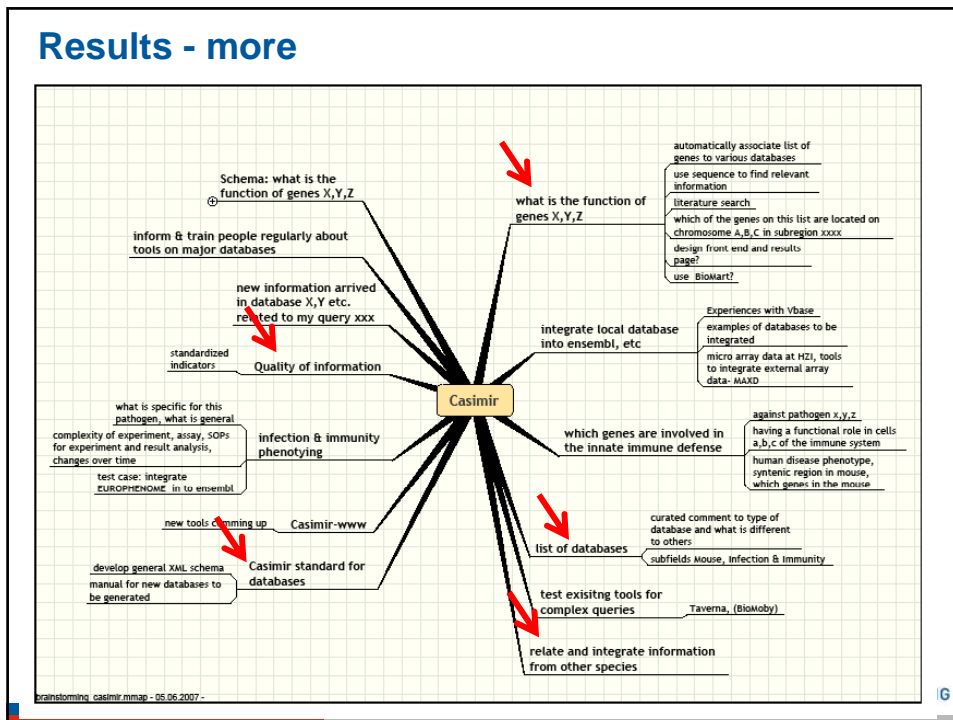 Results - more
Schema: what is the
function of genes X,Y,Z
inform & train people regularly about
tools on major databases
new information arrived
in database X,Y etc.
related to my query xxx
standardized
indicators
Quality of information
what is specific for this
pathogen, what is general
complexity of experiment, assay, SOPs
for experiment and result analysis,
changes over time
test case: integrate
EUROPHENOME in to ensembl
infection & immunity
phenotyping
new tools comming up
Casimir-www
develop general XML schema
manual for new databases to
be generated
Casimir standard for
databases
Casimir
what is the function of
genes X,Y,Z
automatically associate list of
genes to various databases
use sequence to find relevant
information
literature search
which of the genes on this list are located on
chromosome A,B,C in subregion xxxx
design front end and results
page?
use BioMart?
integrate local database
into ensembl, etc
Experiences with Vbase
examples of databases to be
integrated
micro array data at HZI, tools
to integrate external array
data- MAXD
which genes are involved in
the innate immune defense
against pathogen x,y,z
having a functional role in cells
a,b,c of the immune system
human disease phenotype,
syntenic region in mouse,
which genes in the mouse
list of databases
curated comment to type of
database and what is different
to others
subfields Mouse, Infection & Immunity
test exisitng tools for
complex queries
Taverna, (BioMoby)
relate and integrate information
from other species
brainstorming casimir.mmap - 05.06.2007 -
G